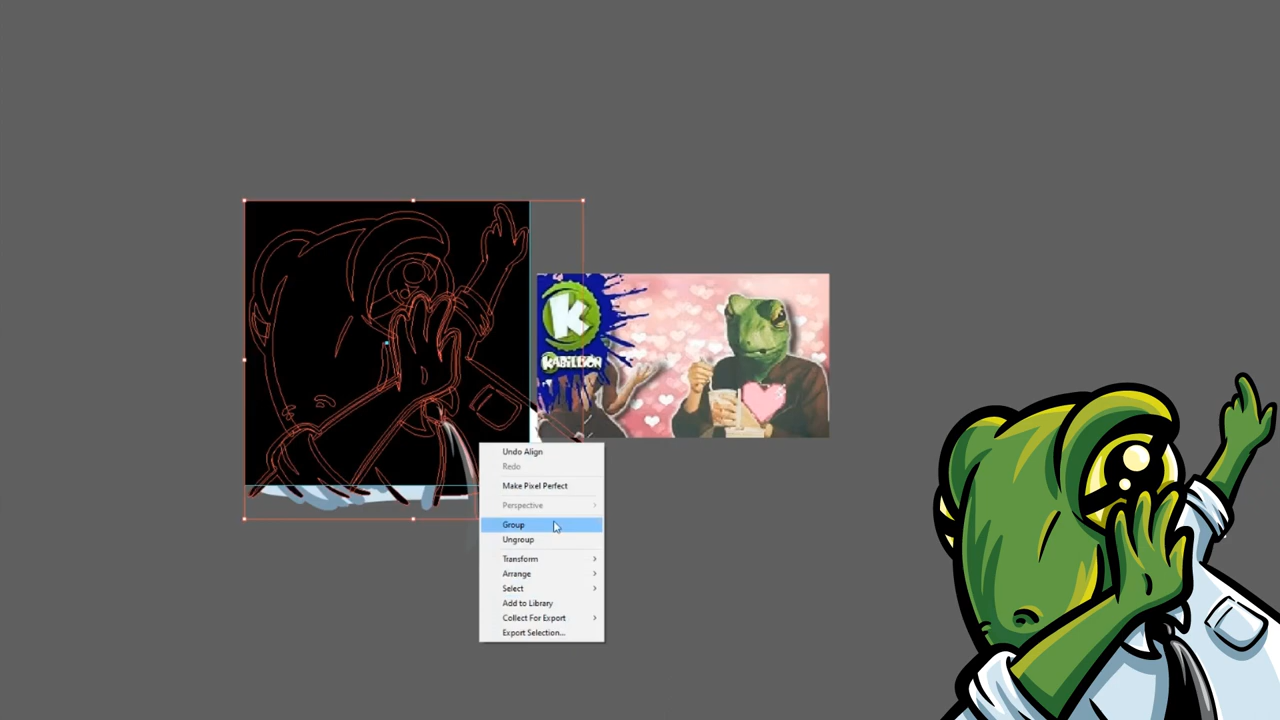 K
KABILLION
Undo Align
Redo
Make Pixel Perfect
Perspective
Group
Ungroup
Transform
Arrange
Select
Add to Library
Collect For Export
Export Selection...